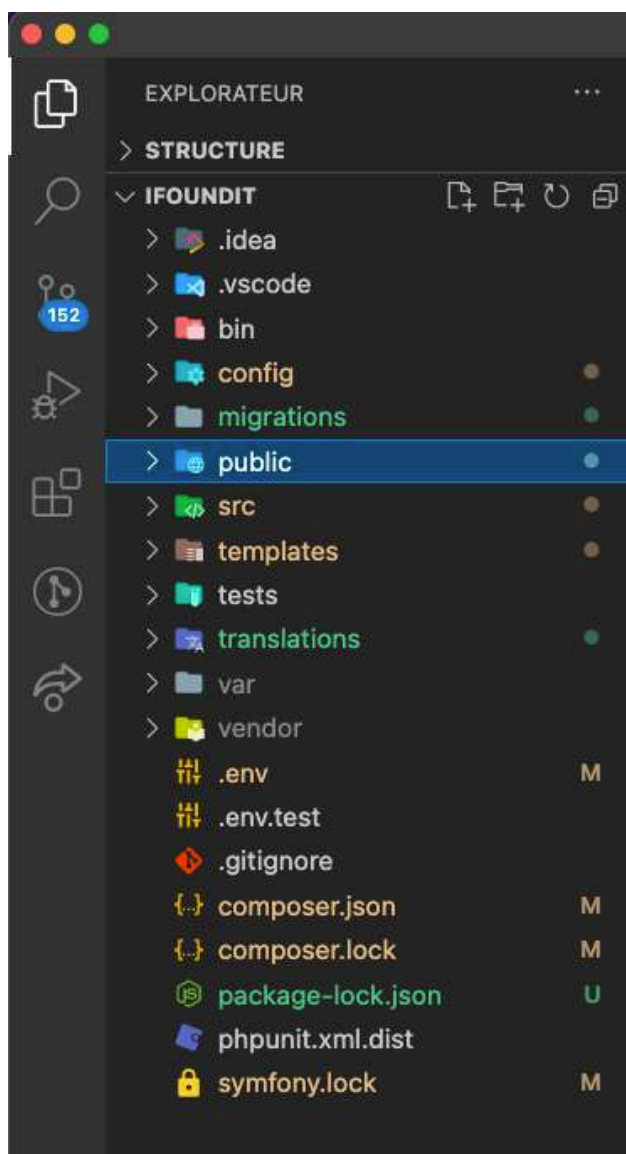 EXPLORATEUR
STRUCTURE
IFOUNDIT
.idea
.vscode
152
bin
config
migrations
public
src
templates
tests
translations
var
vendor
.env M
.env.test
.gitignore
composer.json M
composer.lock M
package-lock.json U
phpunit.xml.dist
symfony.lock M